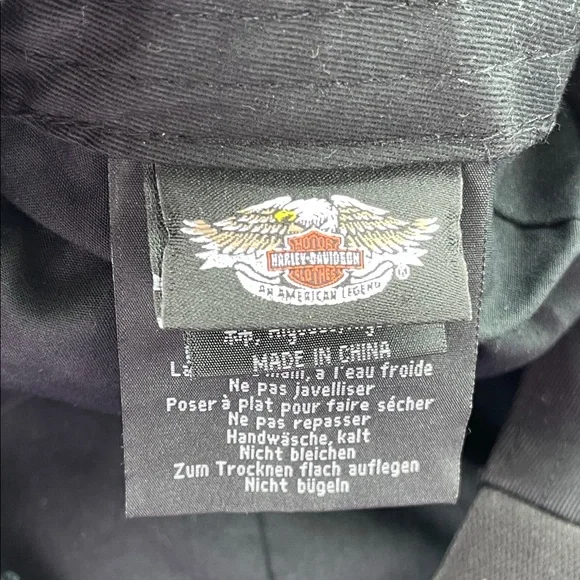 MOTOR
HARLEY-DAVIDSON
CLOTHES
AN AMERICAN LEGEND
MADE IN CHINA
à l'eau froide
Ne pas javelliser
Poser à plat pour faire sécher
Ne pas repasser
Handwäsche, kalt
Nicht bleichen
Zum Trocknen flach auflegen
Nicht bügeln